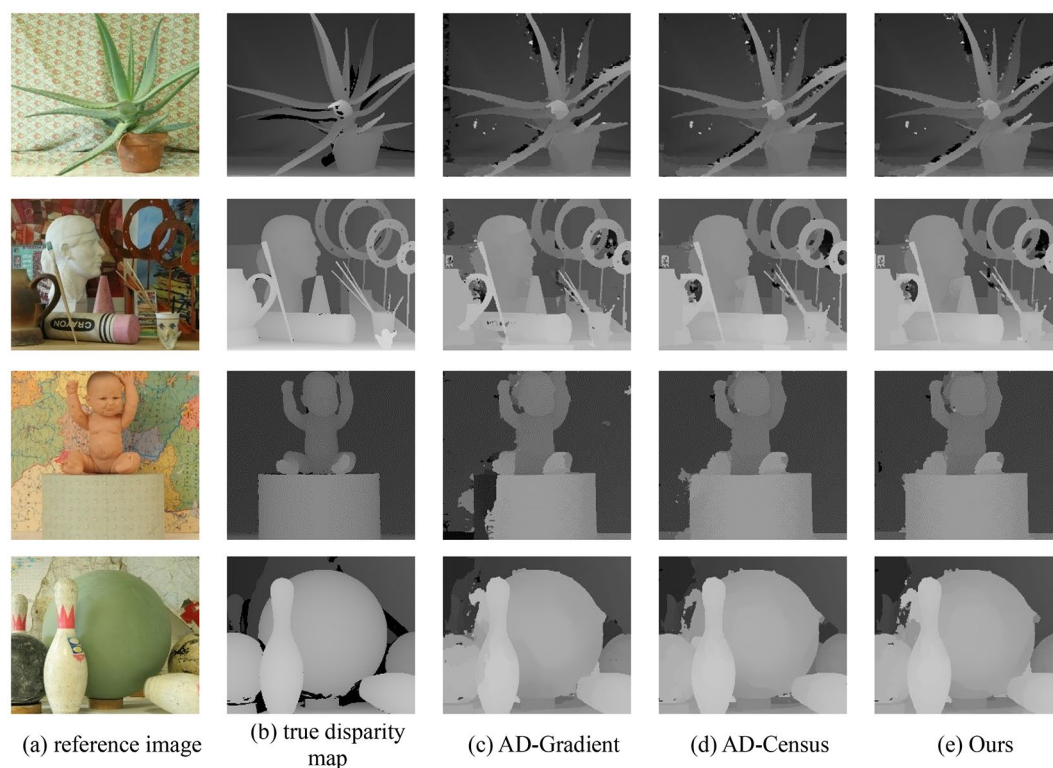 CRAYON
(a) reference image
(b) true disparity
map
(c) AD-Gradient
(d) AD-Census
(e) Ours